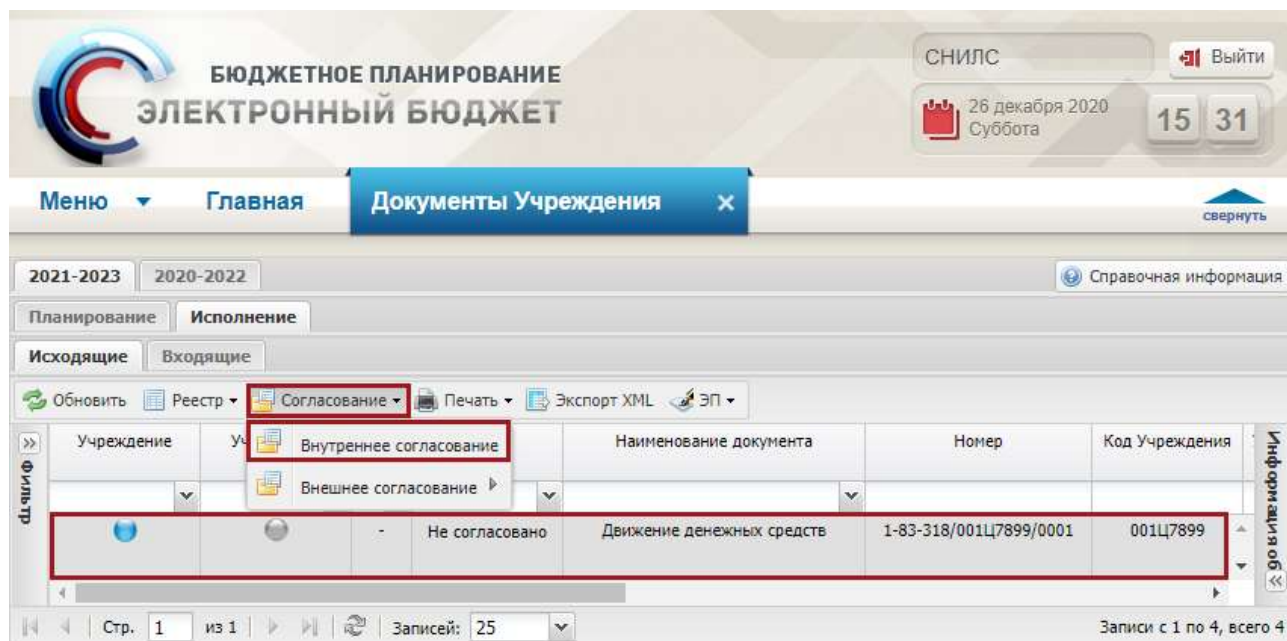 БЮДЖЕТНОЕ ПЛАНИРОВАНИЕ
ЭЛЕКТРОННЫЙ БЮДЖЕТ
СНИЛС
Выйти
26 декабря 2020
Суббота
15 31
Меню Главная Документы Учреждения
свернуть
2021-2023 2020-2022 Справочная информация
Планирование Исполнение
Исходящие Входящие
Обновить Реестр Согласование Печать Экспорт XML ЭП
Фильтр
Учреждение Уч Наименование документа Номер Код Учреждения
Внутреннее согласование
Внешнее согласование
- Не согласовано Движение денежных средств 1-83-318/001Ц7899/0001 001Ц7899
Информация об
Стр. 1 из 1 Записей: 25 Записи с 1 по 4, всего 4